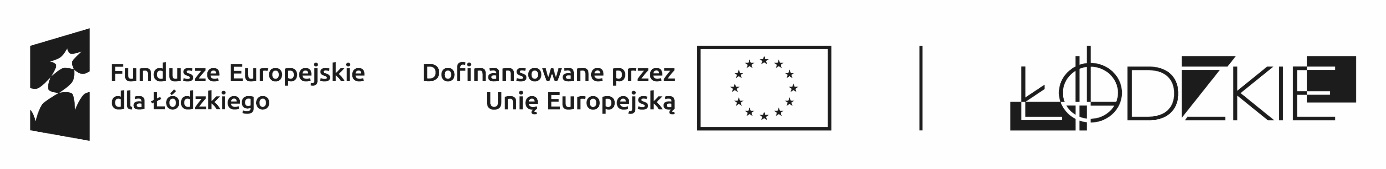 Fundusze Europejskie
dla Łódzkiego
Dofinansowane przez
Unię Europejską
ŁÓDZKIE